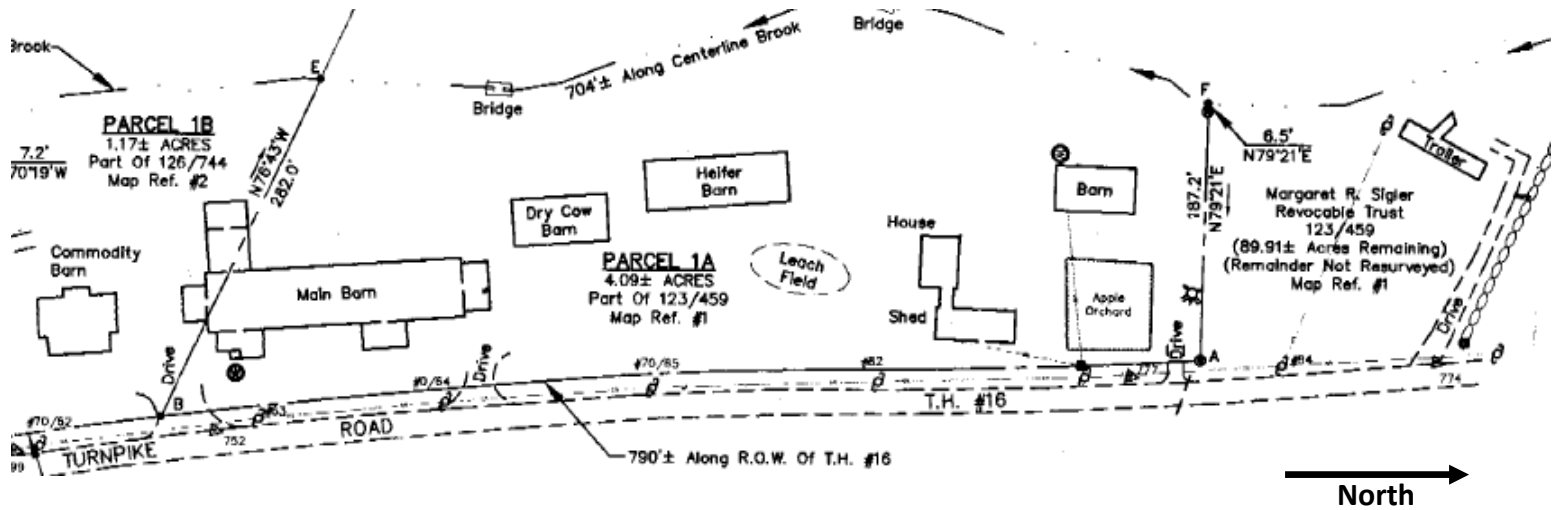 Brook
E
Bridge
704'± Along Centerline Brook
Bridge
F
6.5'
N79°21'E
Trailer
PARCEL 1B
1.17± ACRES
Part Of 126/744
Map Ref. #2
7.2'
70°19'W
N76°43'W
282.0'
Heifer
Barn
Dry Cow
Barn
Barn
187.2'
N79°21'E
Margaret R. Sigler
Revocable Trust
123/459
(89.91± Acres Remaining)
(Remainder Not Resurveyed)
Map Ref. #1
Commodity
Barn
Main Barn
PARCEL 1A
4.09± ACRES
Part Of 123/459
Map Ref. #1
Leach
Field
House
Shed
Apple
Orchard
Drive
Drive
Drive
Drive
B
A
#70/52
#63
#0/64
#70/65
#82
77
#84
774
T.H. #16
99
TURNPIKE
752
ROAD
790'± Along R.O.W. Of T.H. #16
North